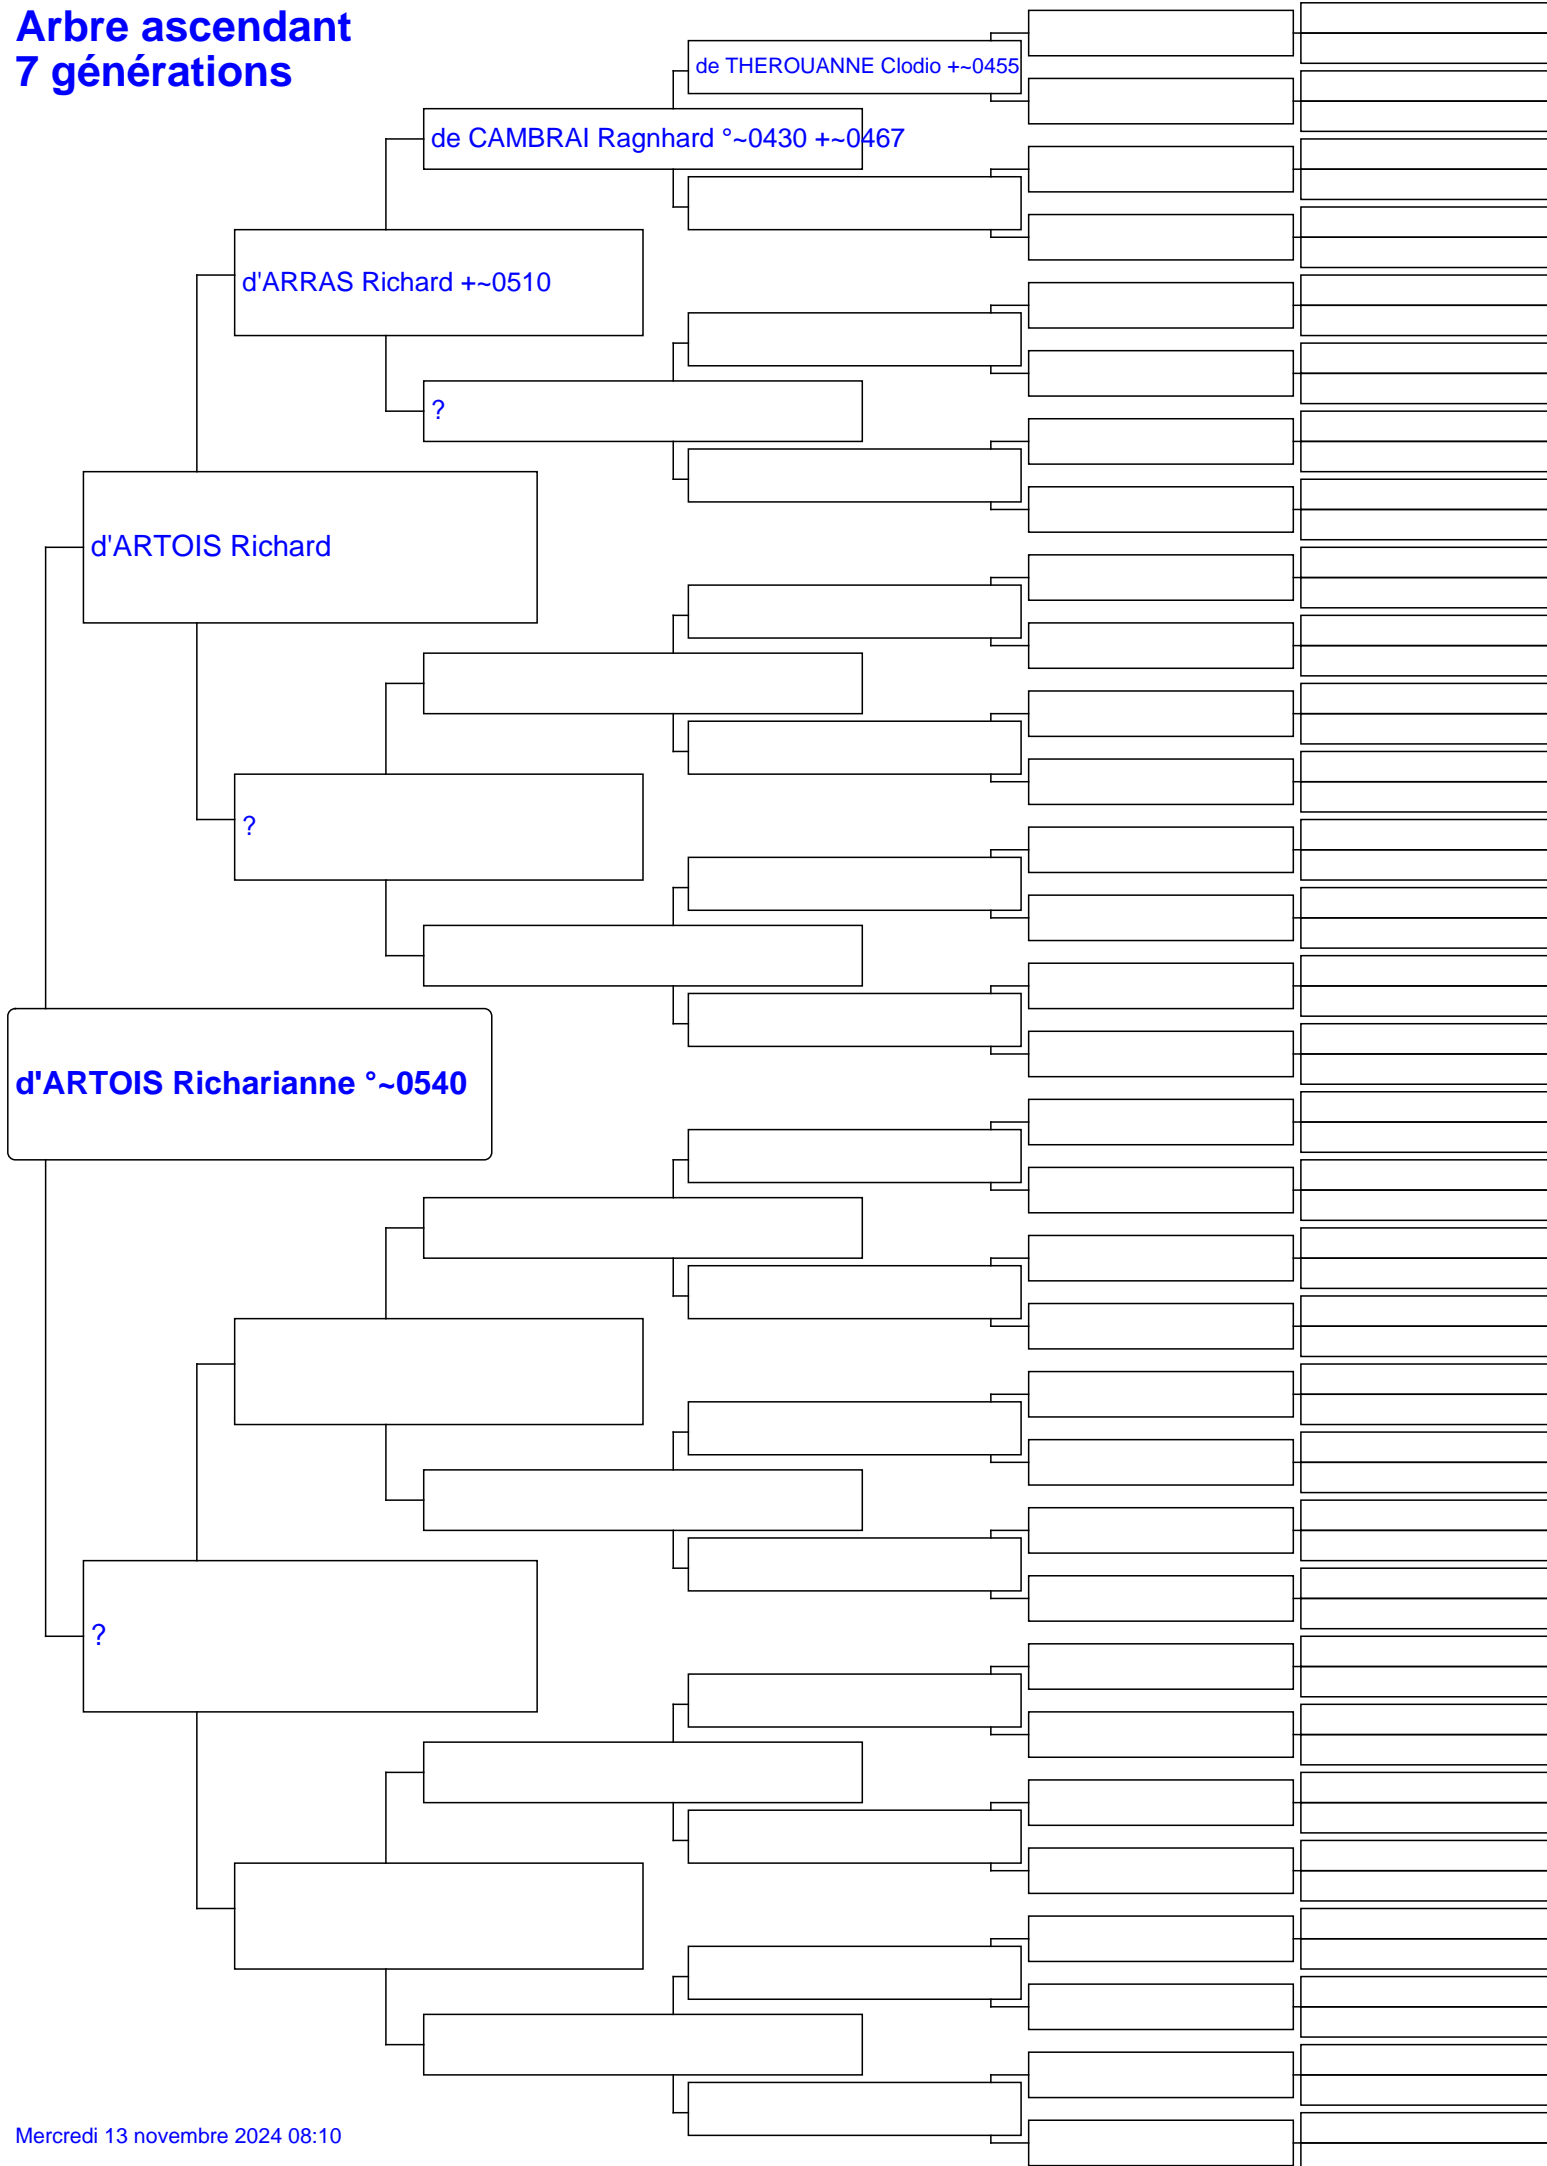 Arbre ascendant
7 générations
de THEROUANNE Clodio +~0455
de CAMBRAI Ragnhard °~0430 +~0467
d'ARRAS Richard +~0510
?
d'ARTOIS Richard
?
d'ARTOIS Richarianne °~0540
?
Mercredi 13 novembre 2024 08:10